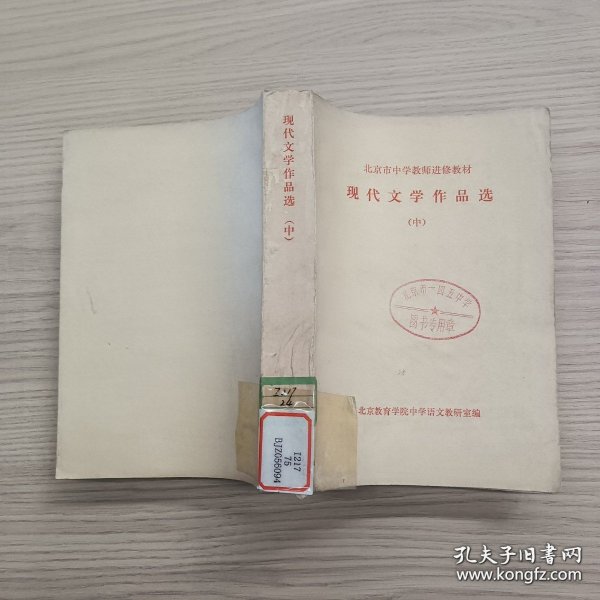 现代文学作品选(中)
I217
24
I217
75
BJZ056094
北京市中学教师进修教材
现代文学作品选
(中)
北京市一四五中学
图书专用章
北京教育学院中学语文教研室编
孔夫子旧书网
www.kongfz.com